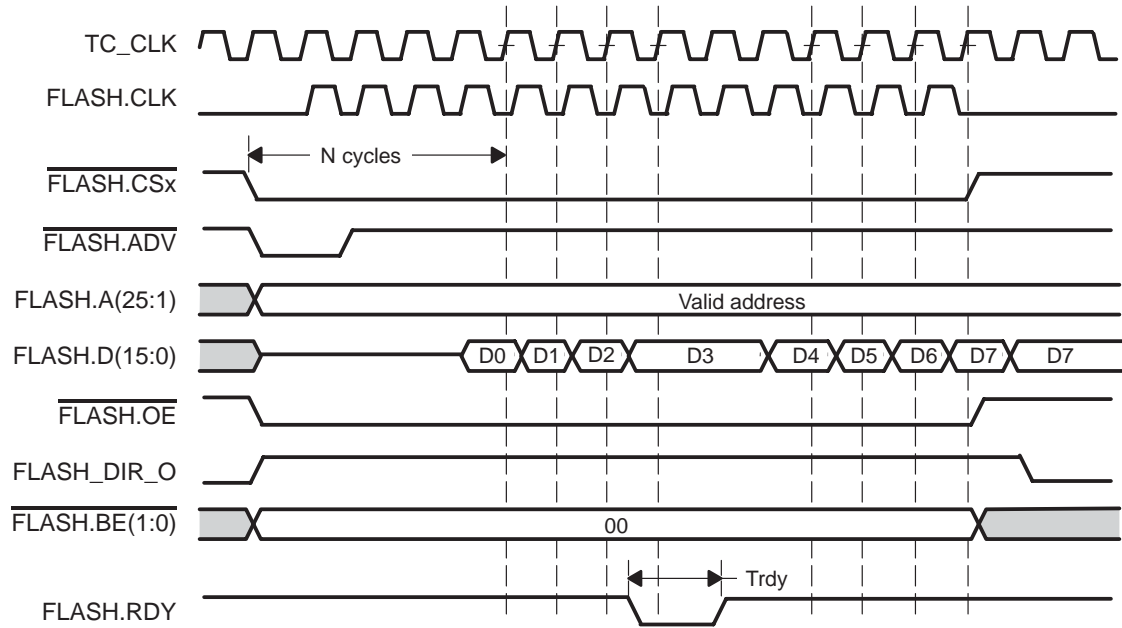 TC_CLK
FLASH.CLK
N cycles
FLASH.CSx
FLASH.ADV
FLASH.A(25:1)
Valid address
FLASH.D(15:0)
D0 D1 D2 D3 D4 D5 D6 D7 D7
FLASH.OE
FLASH_DIR_O
FLASH.BE(1:0)
00
Trdy
FLASH.RDY